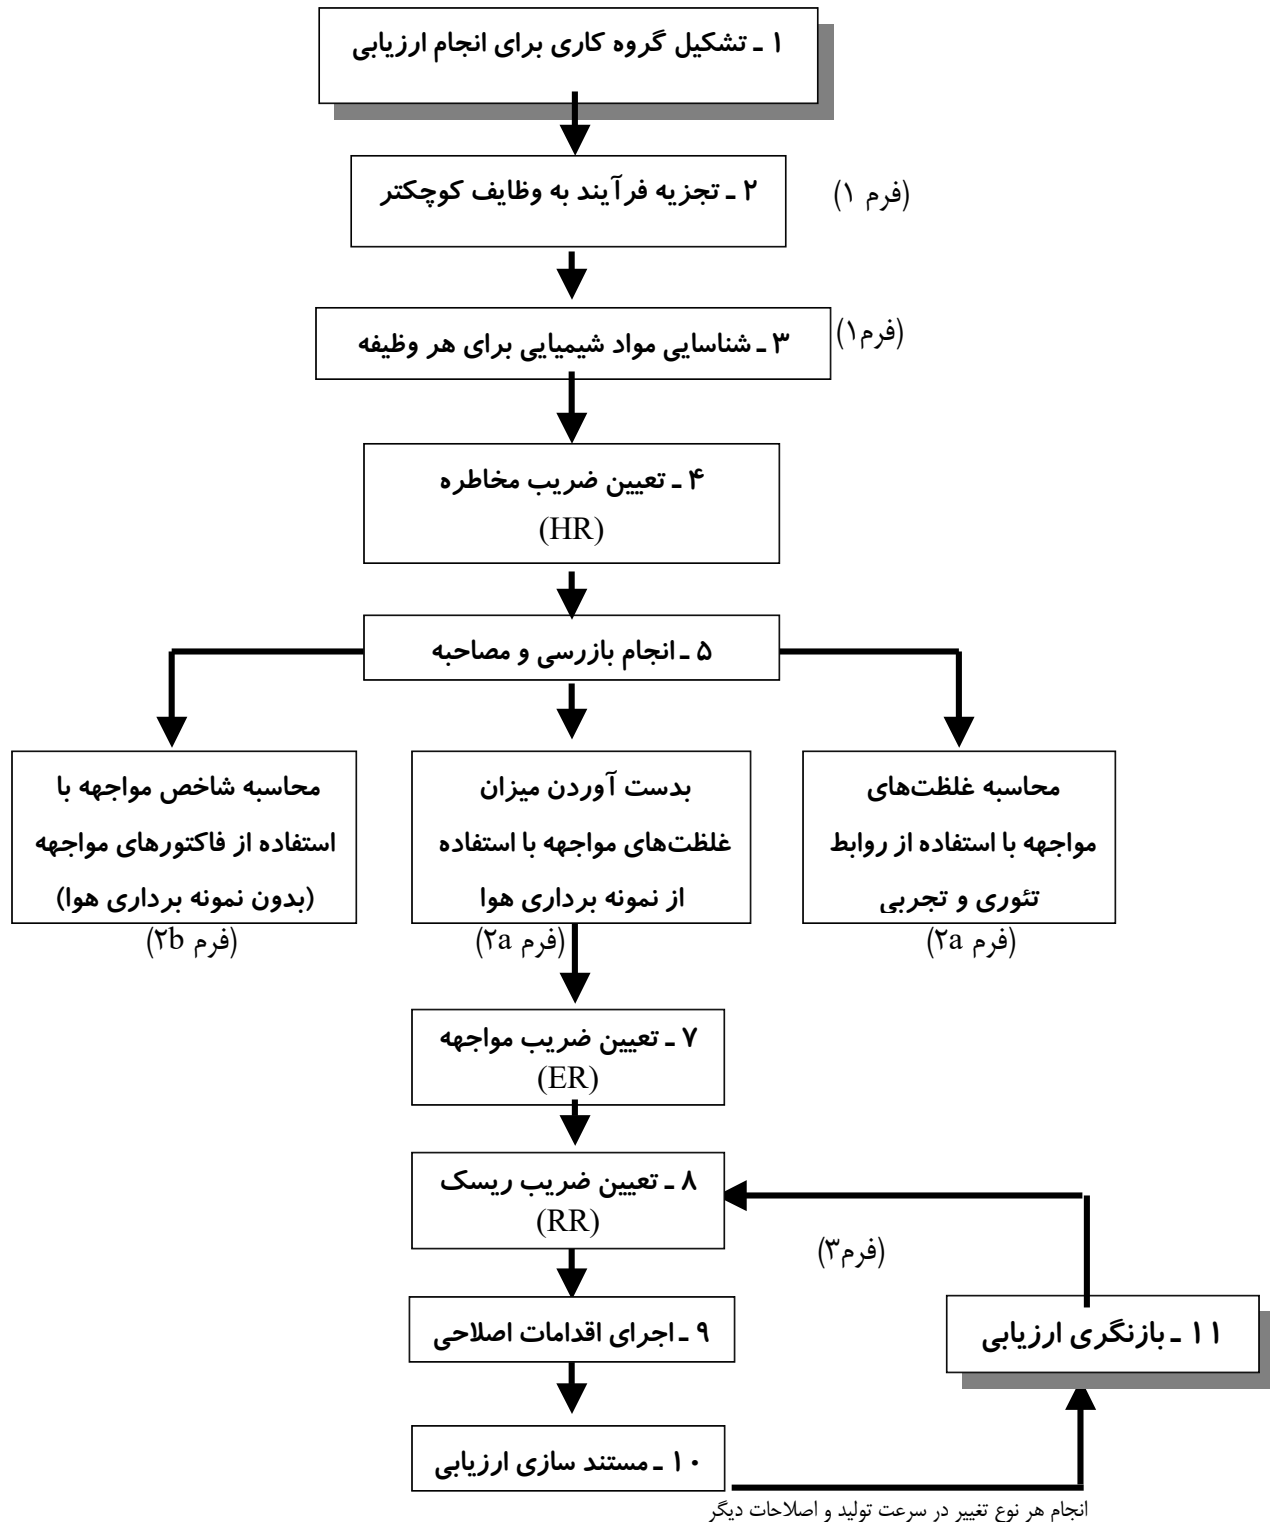 ۱ ـ تشکیل گروه کاری برای انجام ارزیابی
۲ ـ تجزیه فرآیند به وظایف کوچکتر
(فرم ۱)
۳ ـ شناسایی مواد شیمیایی برای هر وظیفه
(فرم۱)
۴ ـ تعیین ضریب مخاطره
(HR)
۵ ـ انجام بازرسی و مصاحبه
محاسبه غلظت‌های
مواجهه با استفاده از روابط
تئوری و تجربی
(فرم ۲a)
بدست آوردن میزان
غلظت‌های مواجهه با استفاده
از نمونه برداری هوا
(فرم ۲a)
محاسبه شاخص مواجهه با
استفاده از فاکتورهای مواجهه
(بدون نمونه برداری هوا)
(فرم ۲b)
۷ ـ تعیین ضریب مواجهه
(ER)
۸ ـ تعیین ضریب ریسک
(RR)
(فرم۳)
۹ ـ اجرای اقدامات اصلاحی
۱۱ ـ بازنگری ارزیابی
۱۰ ـ مستند سازی ارزیابی
انجام هر نوع تغییر در سرعت تولید و اصلاحات دیگر